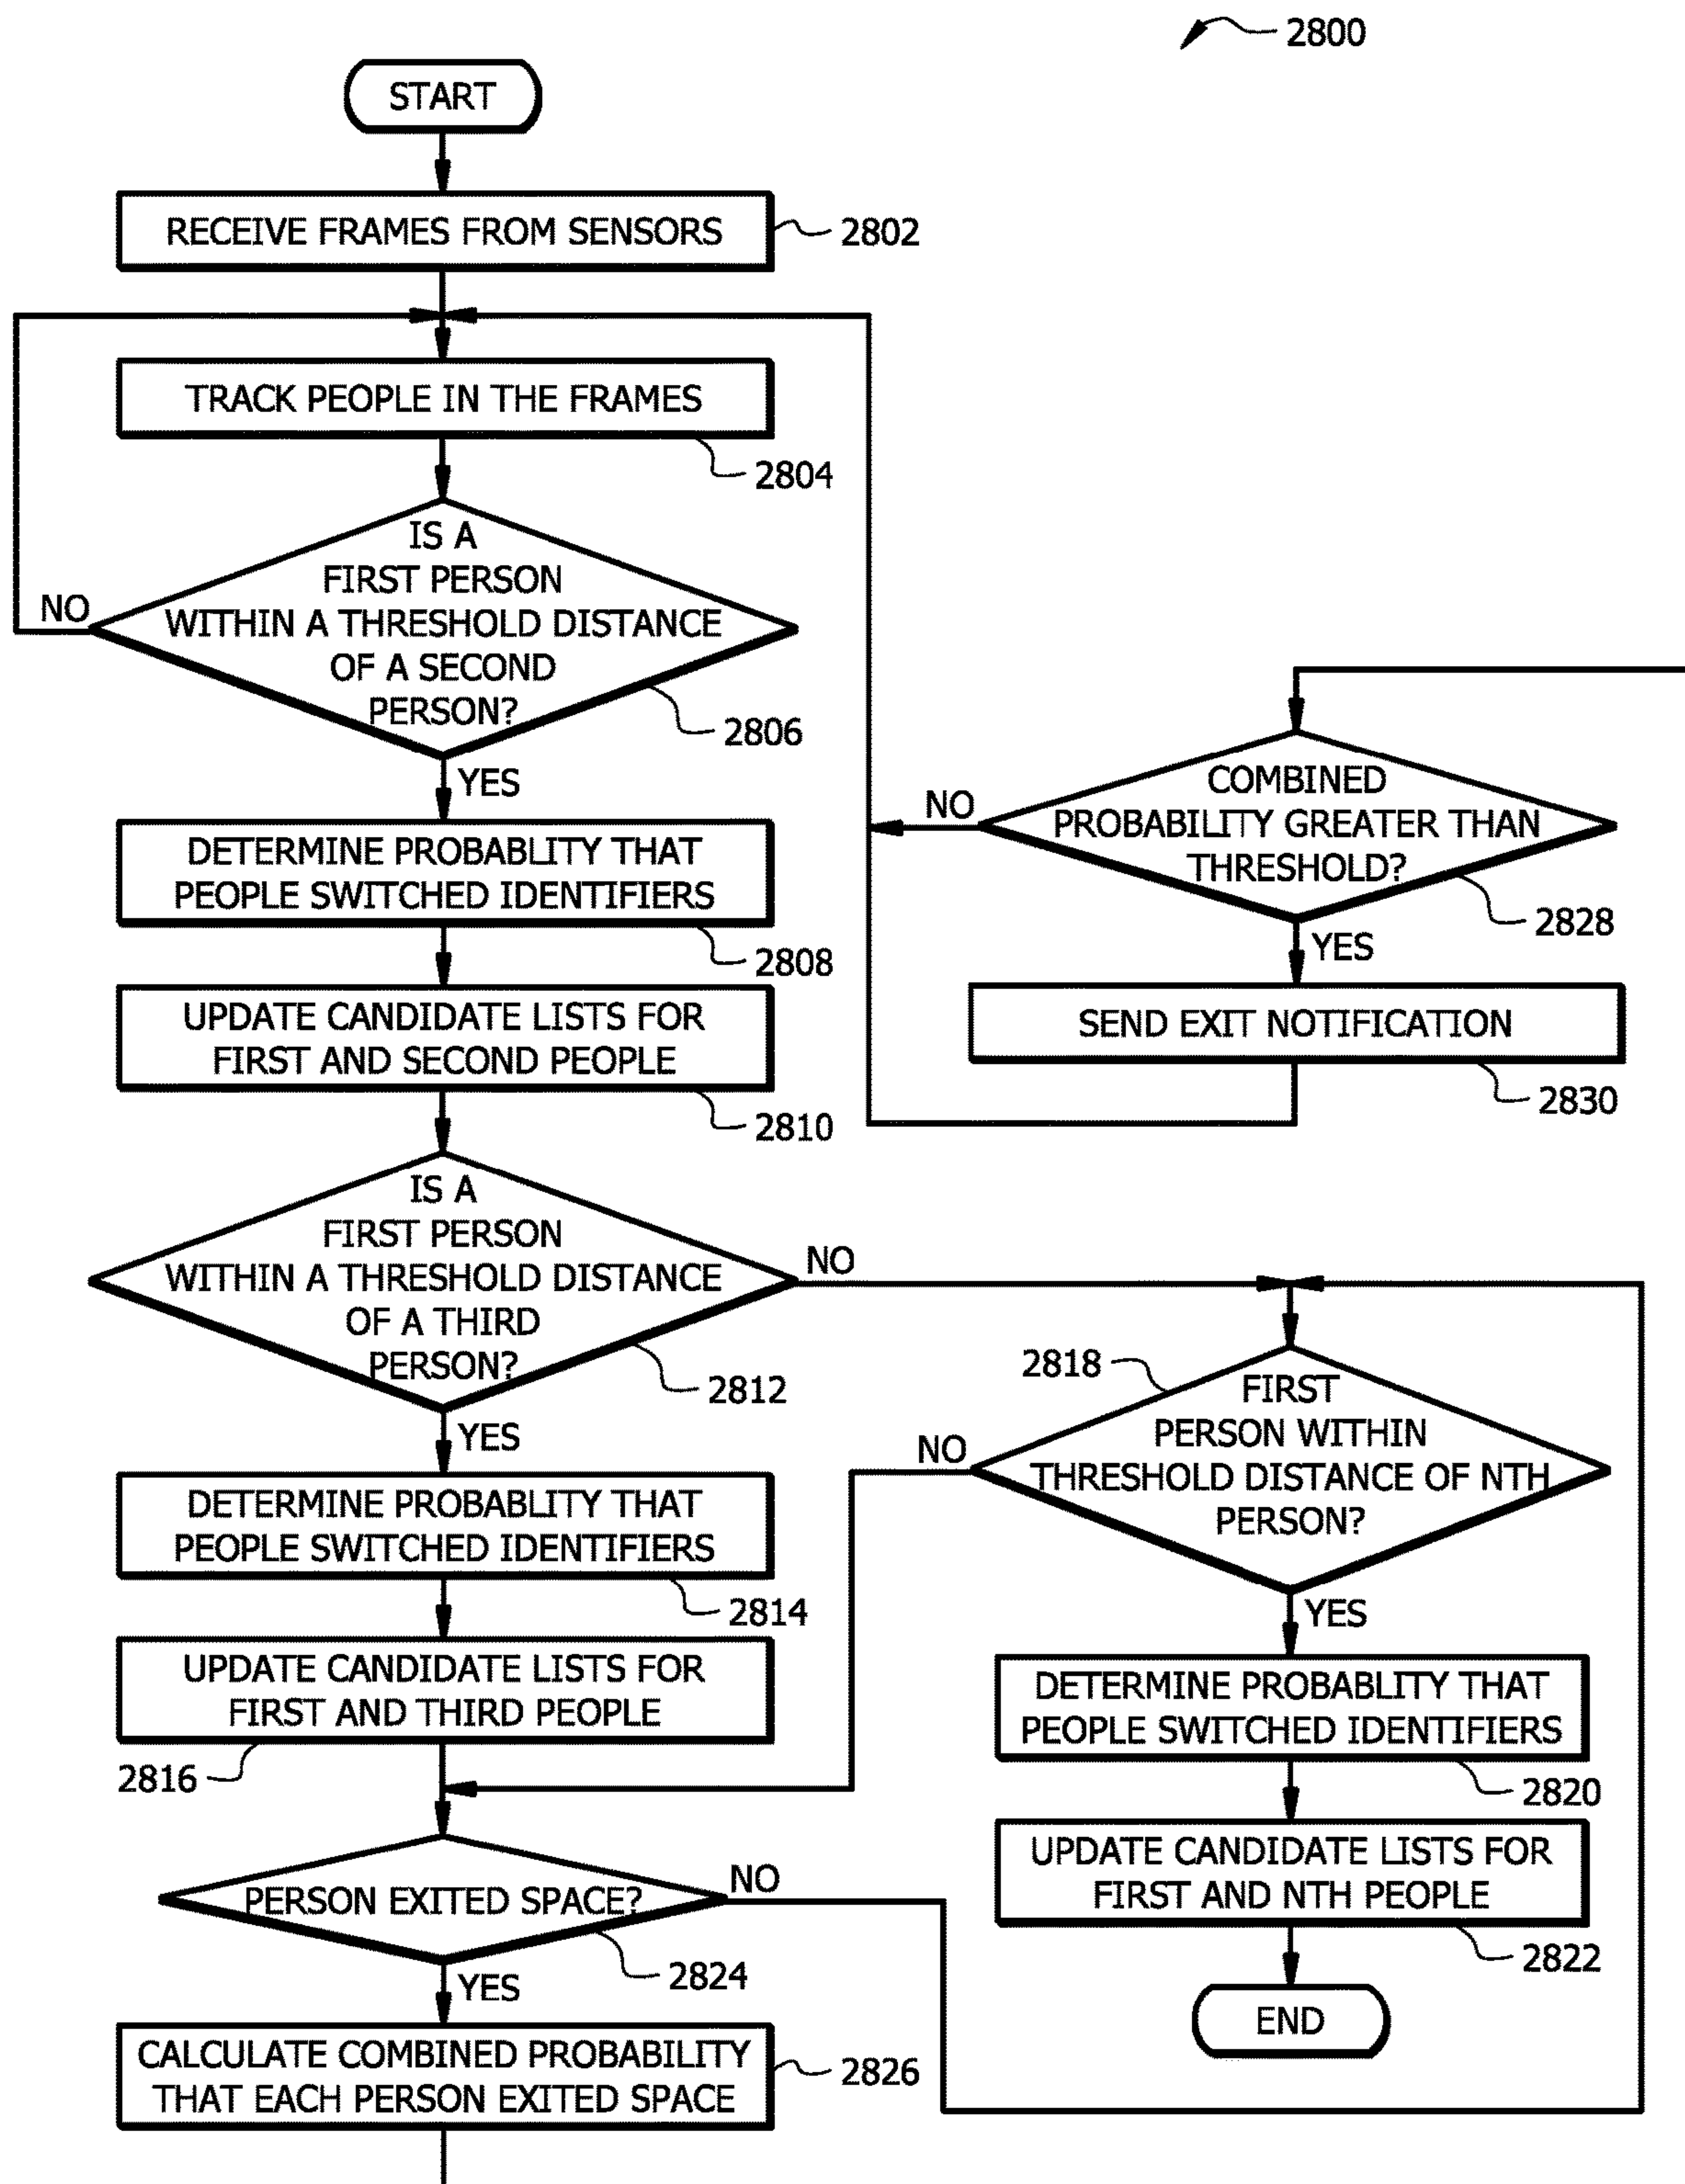 2800
START
RECEIVE FRAMES FROM SENSORS
2802
TRACK PEOPLE IN THE FRAMES
2804
IS A
FIRST PERSON
WITHIN A THRESHOLD DISTANCE
OF A SECOND
PERSON?
NO
2806
YES
DETERMINE PROBABLITY THAT
PEOPLE SWITCHED IDENTIFIERS
2808
UPDATE CANDIDATE LISTS FOR
FIRST AND SECOND PEOPLE
2810
IS A
FIRST PERSON
WITHIN A THRESHOLD DISTANCE
OF A THIRD
PERSON?
NO
2812
YES
DETERMINE PROBABLITY THAT
PEOPLE SWITCHED IDENTIFIERS
2814
UPDATE CANDIDATE LISTS FOR
FIRST AND THIRD PEOPLE
2816
PERSON EXITED SPACE?
NO
2824
YES
CALCULATE COMBINED PROBABILITY
THAT EACH PERSON EXITED SPACE
2826
COMBINED
PROBABILITY GREATER THAN
THRESHOLD?
NO
2828
YES
SEND EXIT NOTIFICATION
2830
2818
FIRST
PERSON WITHIN
THRESHOLD DISTANCE OF NTH
PERSON?
NO
YES
DETERMINE PROBABLITY THAT
PEOPLE SWITCHED IDENTIFIERS
2820
UPDATE CANDIDATE LISTS FOR
FIRST AND NTH PEOPLE
2822
END